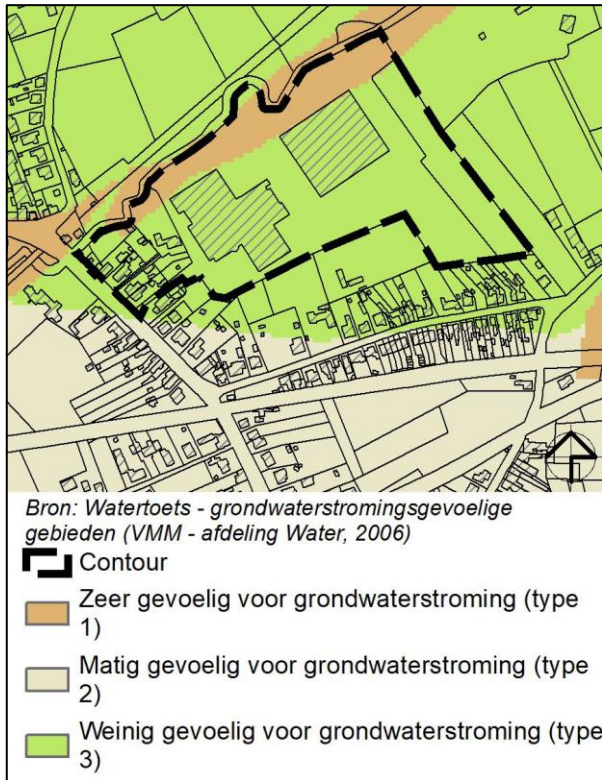 Bron: Watertoets - grondwaterstromingsgevoelige
gebieden (VMM - afdeling Water, 2006)
Contour
Zeer gevoelig voor grondwaterstroming (type
1)
Matig gevoelig voor grondwaterstroming (type
2)
Weinig gevoelig voor grondwaterstroming (type
3)